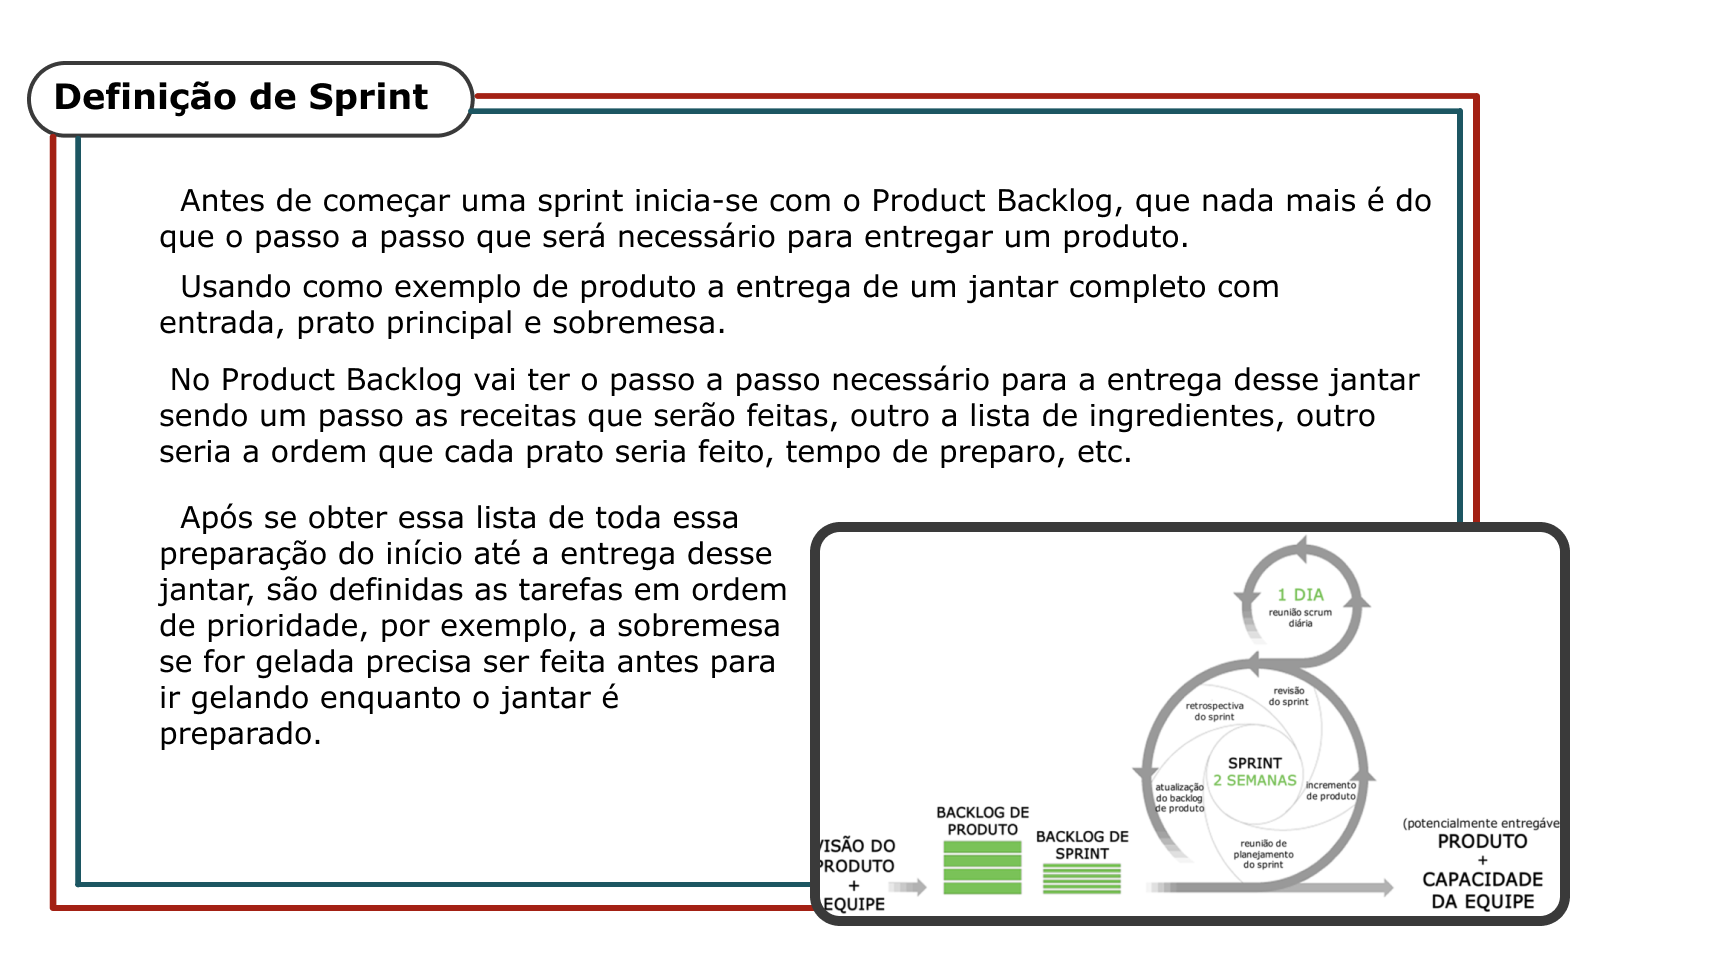 Definição de Sprint
Antes de começar uma sprint inicia-se com o Product Backlog, que nada mais é do
que o passo a passo que será necessário para entregar um produto.
Usando como exemplo de produto a entrega de um jantar completo com
entrada, prato principal e sobremesa.
No Product Backlog vai ter o passo a passo necessário para a entrega desse jantar
sendo um passo as receitas que serão feitas, outro a lista de ingredientes, outro
seria a ordem que cada prato seria feito, tempo de preparo, etc.
Após se obter essa lista de toda essa
preparação do início até a entrega desse
jantar, são definidas as tarefas em ordem
de prioridade, por exemplo, a sobremesa
se for gelada precisa ser feita antes para
ir gelando enquanto o jantar é
preparado.
1 DIA
reunião scrum
diária
retrospectiva
do sprint
revisão
do sprint
SPRINT
2 SEMANAS
atualização
do backlog
de produto
incremento
de produto
reunião de
planejamento
do sprint
VISÃO DO
PRODUTO
+
EQUIPE
BACKLOG DE
PRODUTO
BACKLOG DE
SPRINT
(potencialmente entregáve
PRODUTO
+
CAPACIDADE
DA EQUIPE